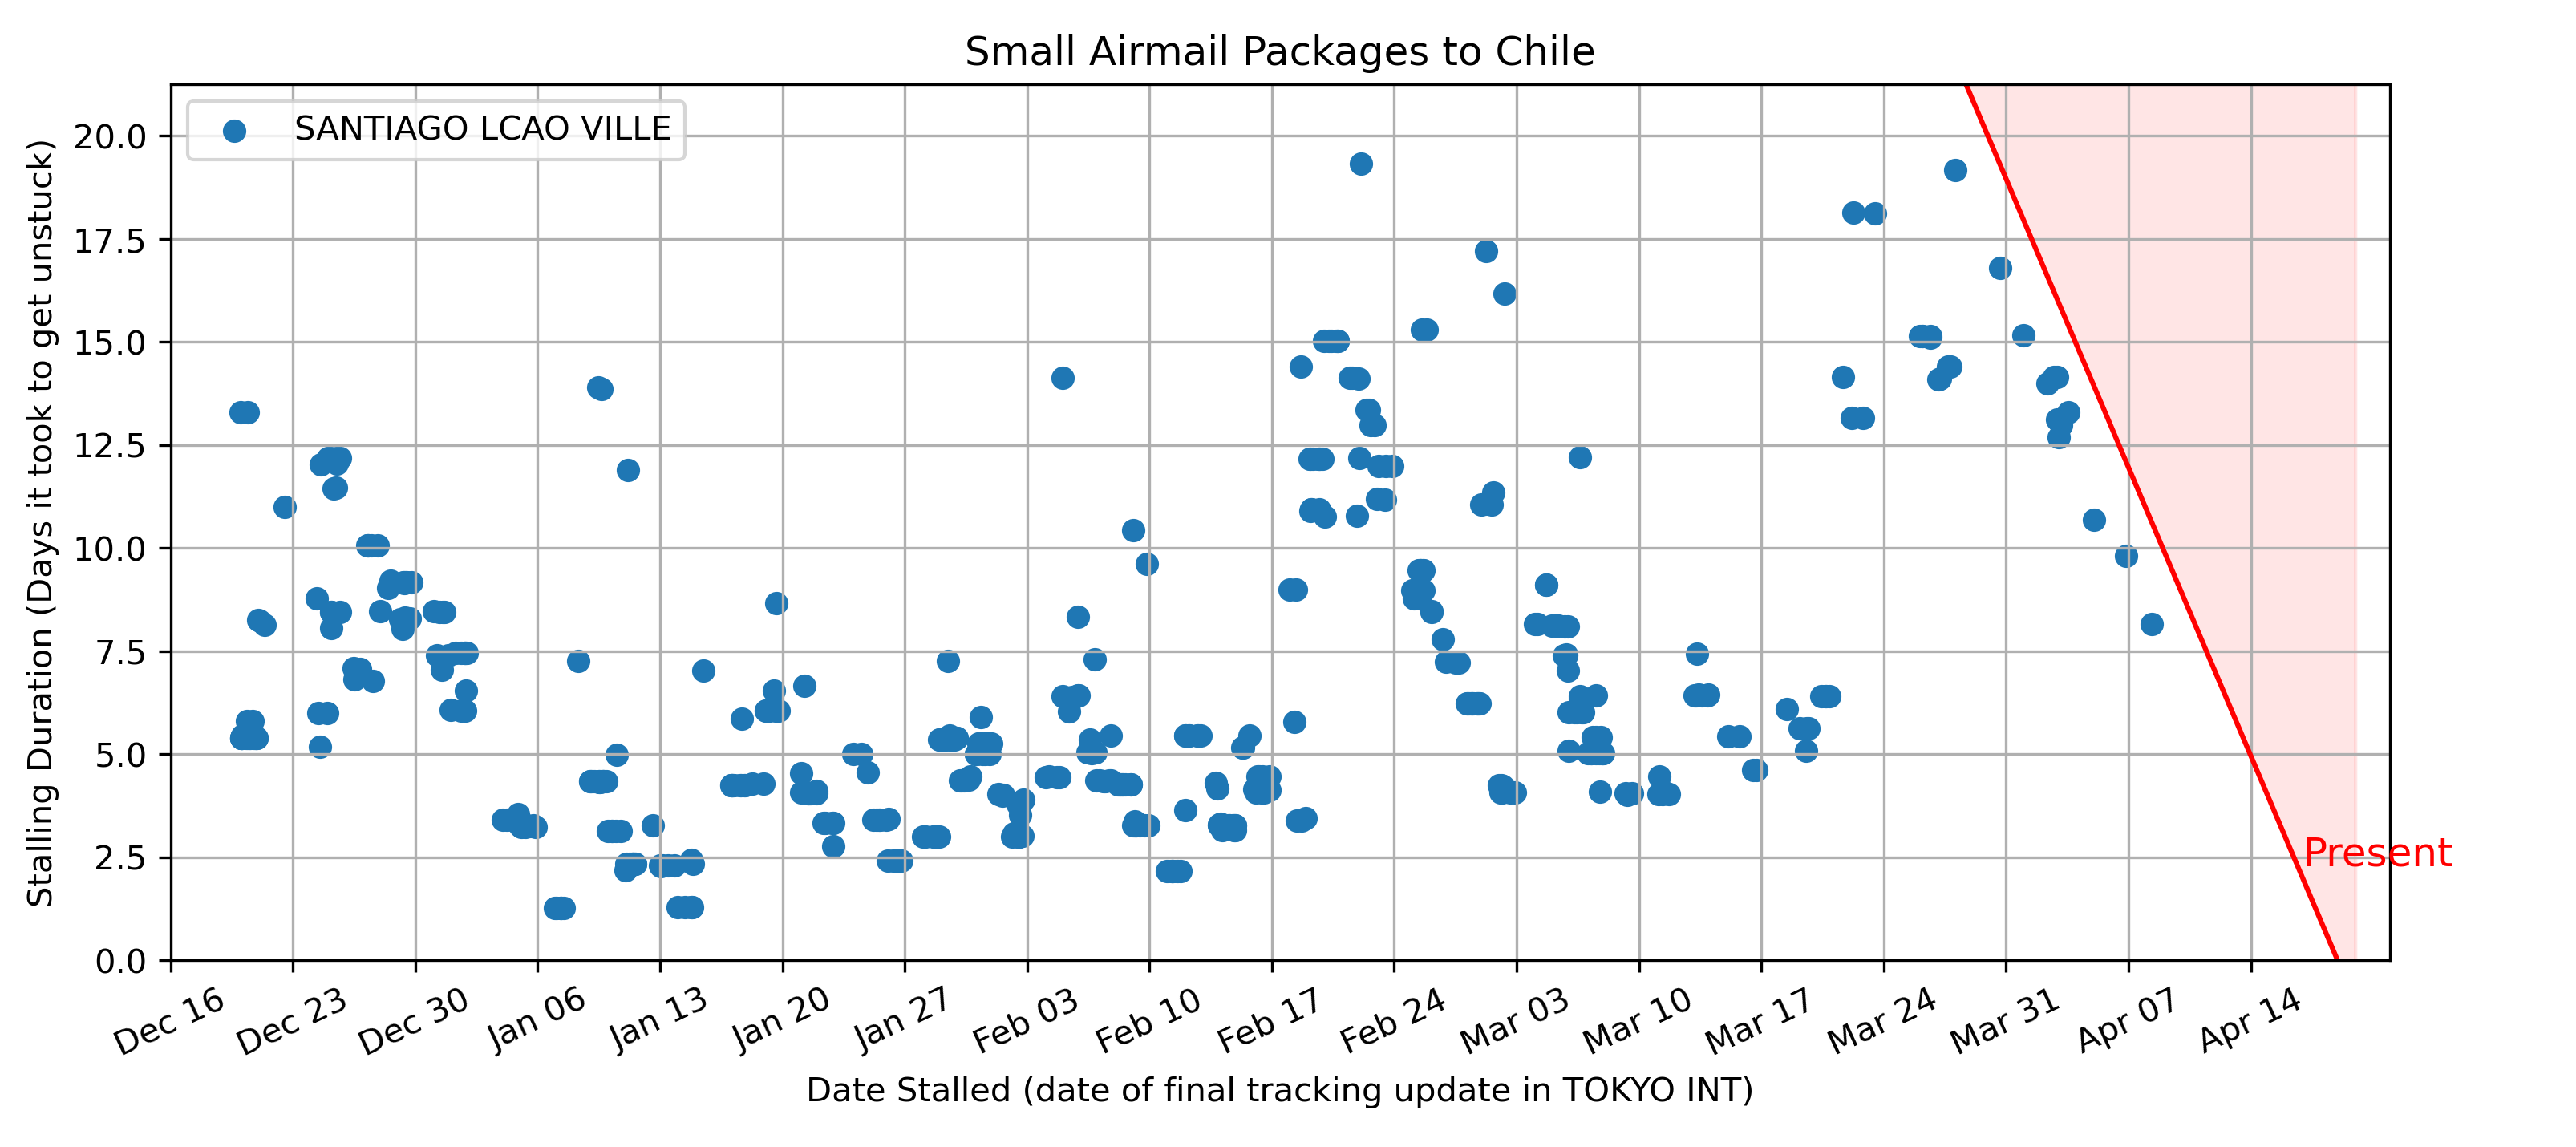 Small Airmail Packages to Chile
SANTIAGO LCAO VILLE
Stalling Duration (Days it took to get unstuck)
20.0
17.5
15.0
12.5
10.0
7.5
5.0
2.5
0.0
Present
Dec 16
Dec 23
Dec 30
Jan 06
Jan 13
Jan 20
Jan 27
Feb 03
Feb 10
Feb 17
Feb 24
Mar 03
Mar 10
Mar 17
Mar 24
Mar 31
Apr 07
Apr 14
Date Stalled (date of final tracking update in TOKYO INT)